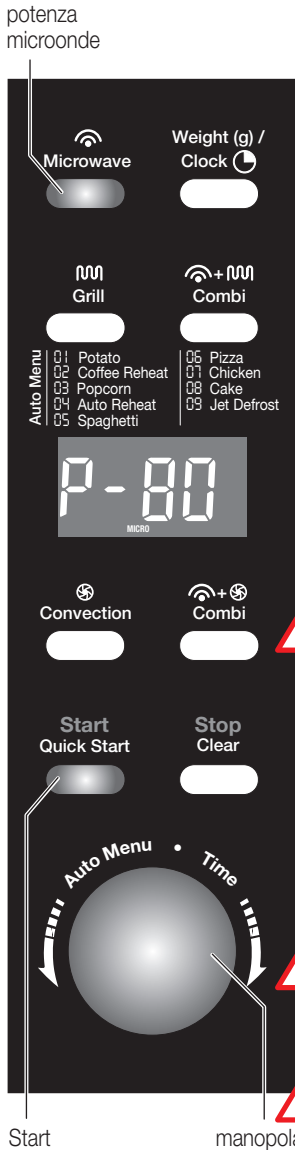 potenza
microonde
Microwave
Weight (g) /
Clock
Grill
+
Combi
Auto Menu
01 Potato
02 Coffee Reheat
03 Popcorn
04 Auto Reheat
05 Spaghetti
06 Pizza
07 Chicken
08 Cake
09 Jet Defrost
P-80
MICRO
Convection
+
Combi
Start
Quick Start
Stop
Clear
Auto Menu • Time
Start
manopola